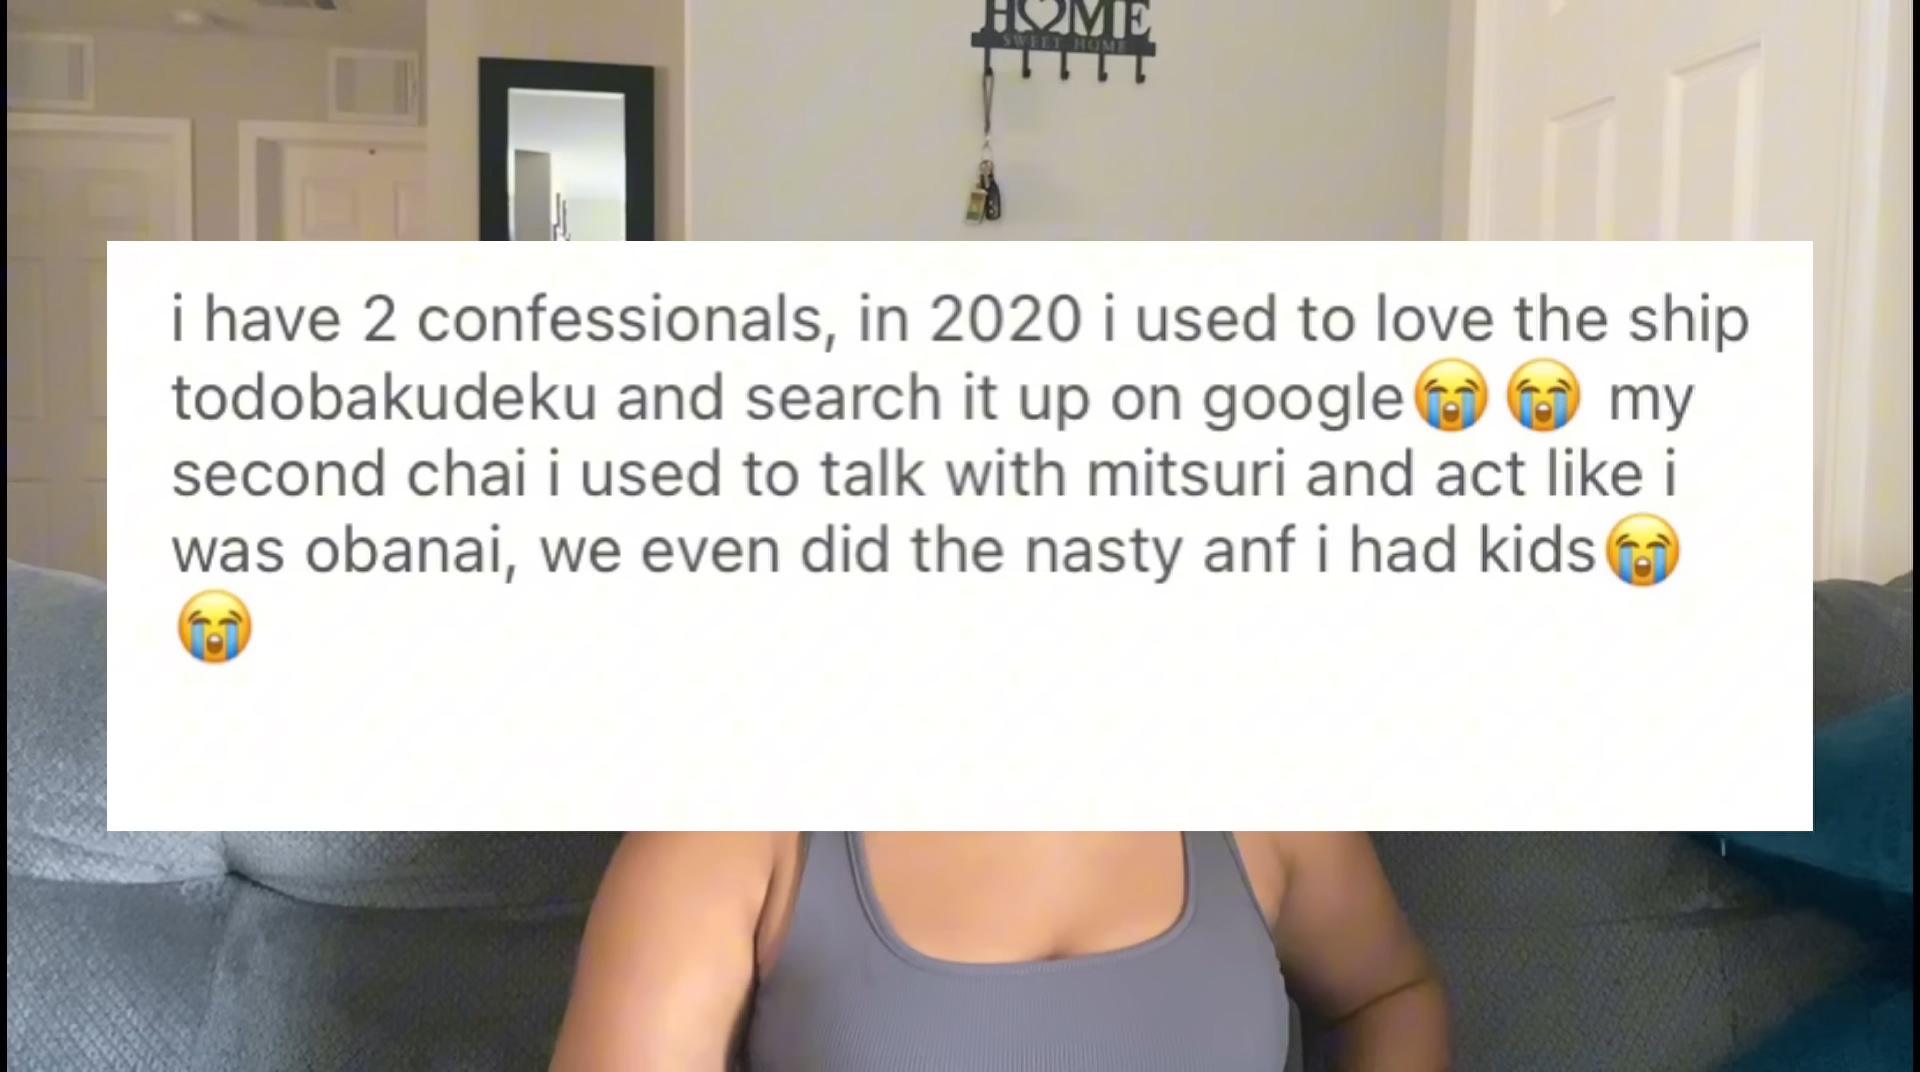 HOME
SWEET HOME
i have 2 confessionals, in 2020 i used to love the ship
todobakudeku and search it up on google😭😭 my
second chai i used to talk with mitsuri and act like i
was obanai, we even did the nasty anf i had kids😭
😭